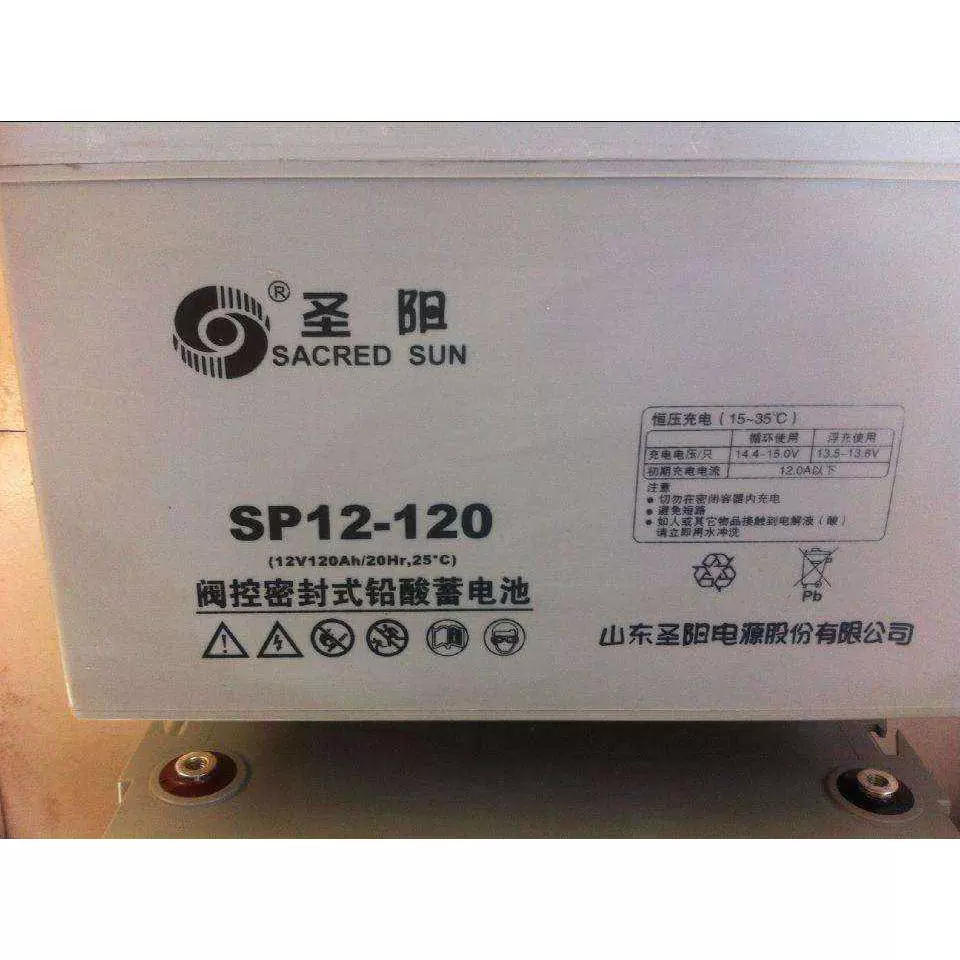 ® 圣阳
SACRED SUN
SP12-120
(12V120Ah/20Hr,25°C)
阀控密封式铅酸蓄电池
恒压充电（15~35℃）
循环使用 浮充使用
充电电压/只 14.4-15.0V 13.5-13.8V
初期充电电流 12.0A以下
注意
• 切勿在密闭容器内充电
• 避免短路
• 如人或其它物品接触到电解液（酸）
请立即用水冲洗
Pb
山东圣阳电源股份有限公司